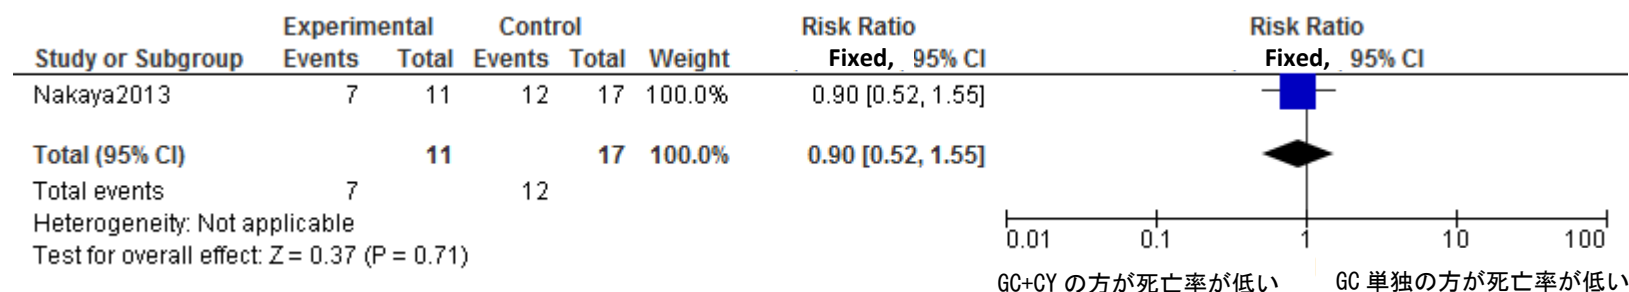 Experimental Control Risk Ratio Risk Ratio
Study or Subgroup Events Total Events Total Weight Fixed, 95% CI Fixed, 95% CI
Nakaya2013 7 11 12 17 100.0% 0.90 [0.52, 1.55]
Total (95% CI) 11 17 100.0% 0.90 [0.52, 1.55]
Total events 7 12
Heterogeneity: Not applicable
Test for overall effect: Z = 0.37 (P = 0.71)
0.01 0.1 1 10 100
GC+CY の方が死亡率が低い GC 単独の方が死亡率が低い